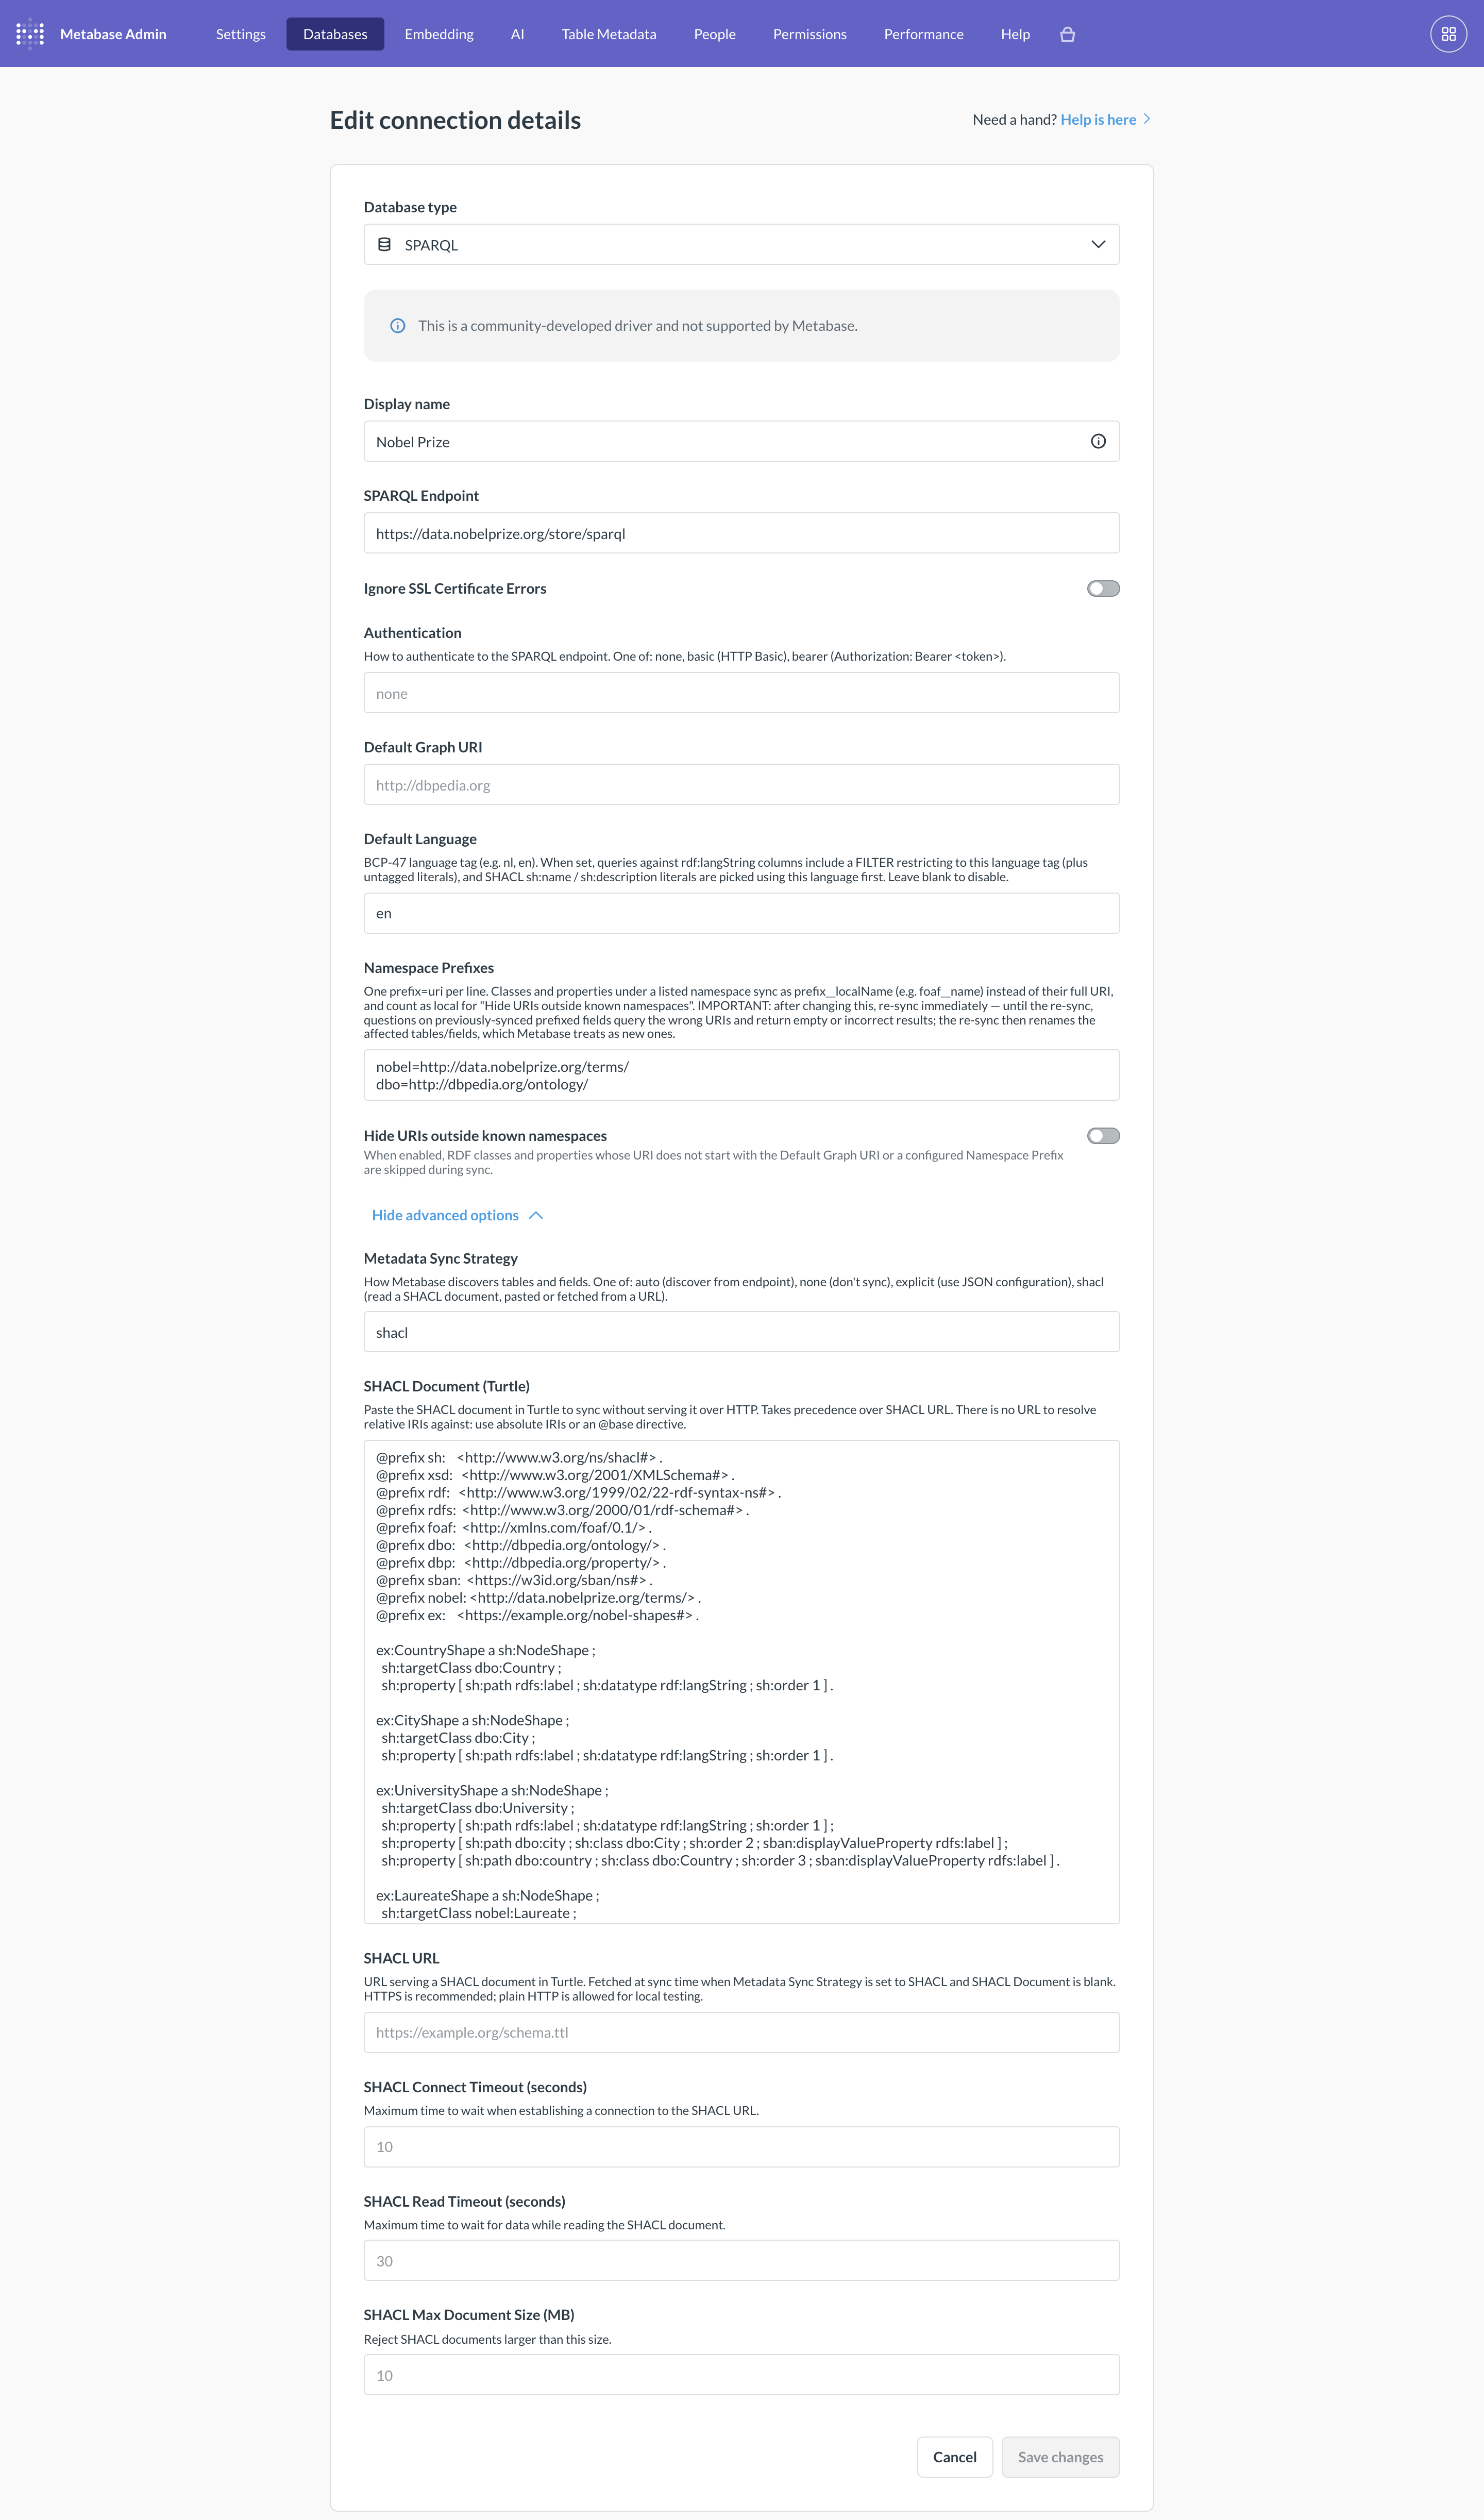 Metabase Admin
Settings
Databases
Embedding
AI
Table Metadata
People
Permissions
Performance
Help
Edit connection details
Need a hand? Help is here
Database type
SPARQL
This is a community-developed driver and not supported by Metabase.
Display name
Nobel Prize
SPARQL Endpoint
https://data.nobelprize.org/store/sparql
Ignore SSL Certificate Errors
Authentication
How to authenticate to the SPARQL endpoint. One of: none, basic (HTTP Basic), bearer (Authorization: Bearer <token>).
none
Default Graph URI
http://dbpedia.org
Default Language
BCP-47 language tag (e.g. nl, en). When set, queries against rdf:langString columns include a FILTER restricting to this language tag (plus
untagged literals), and SHACL sh:name / sh:description literals are picked using this language first. Leave blank to disable.
en
Namespace Prefixes
One prefix=uri per line. Classes and properties under a listed namespace sync as prefix__localName (e.g. foaf__name) instead of their full URI,
and count as local for "Hide URIs outside known namespaces". IMPORTANT: after changing this, re-sync immediately — until the re-sync,
questions on previously-synced prefixed fields query the wrong URIs and return empty or incorrect results; the re-sync then renames the
affected tables/fields, which Metabase treats as new ones.
nobel=http://data.nobelprize.org/terms/
dbo=http://dbpedia.org/ontology/
Hide URIs outside known namespaces
When enabled, RDF classes and properties whose URI does not start with the Default Graph URI or a configured Namespace Prefix
are skipped during sync.
Hide advanced options
Metadata Sync Strategy
How Metabase discovers tables and fields. One of: auto (discover from endpoint), none (don't sync), explicit (use JSON configuration), shacl
(read a SHACL document, pasted or fetched from a URL).
shacl
SHACL Document (Turtle)
Paste the SHACL document in Turtle to sync without serving it over HTTP. Takes precedence over SHACL URL. There is no URL to resolve
relative IRIs against: use absolute IRIs or an @base directive.
@prefix sh: <http://www.w3.org/ns/shacl#> .
@prefix xsd: <http://www.w3.org/2001/XMLSchema#> .
@prefix rdf: <http://www.w3.org/1999/02/22-rdf-syntax-ns#> .
@prefix rdfs: <http://www.w3.org/2000/01/rdf-schema#> .
@prefix foaf: <http://xmlns.com/foaf/0.1/> .
@prefix dbo: <http://dbpedia.org/ontology/> .
@prefix dbp: <http://dbpedia.org/property/> .
@prefix sban: <https://w3id.org/sban/ns#> .
@prefix nobel: <http://data.nobelprize.org/terms/> .
@prefix ex: <https://example.org/nobel-shapes#> .
ex:CountryShape a sh:NodeShape ;
sh:targetClass dbo:Country ;
sh:property [ sh:path rdfs:label ; sh:datatype rdf:langString ; sh:order 1 ] .
ex:CityShape a sh:NodeShape ;
sh:targetClass dbo:City ;
sh:property [ sh:path rdfs:label ; sh:datatype rdf:langString ; sh:order 1 ] .
ex:UniversityShape a sh:NodeShape ;
sh:targetClass dbo:University ;
sh:property [ sh:path rdfs:label ; sh:datatype rdf:langString ; sh:order 1 ] ;
sh:property [ sh:path dbo:city ; sh:class dbo:City ; sh:order 2 ; sban:displayValueProperty rdfs:label ] ;
sh:property [ sh:path dbo:country ; sh:class dbo:Country ; sh:order 3 ; sban:displayValueProperty rdfs:label ] .
ex:LaureateShape a sh:NodeShape ;
sh:targetClass nobel:Laureate ;
SHACL URL
URL serving a SHACL document in Turtle. Fetched at sync time when Metadata Sync Strategy is set to SHACL and SHACL Document is blank.
HTTPS is recommended; plain HTTP is allowed for local testing.
https://example.org/schema.ttl
SHACL Connect Timeout (seconds)
Maximum time to wait when establishing a connection to the SHACL URL.
10
SHACL Read Timeout (seconds)
Maximum time to wait for data while reading the SHACL document.
30
SHACL Max Document Size (MB)
Reject SHACL documents larger than this size.
10
Cancel
Save changes